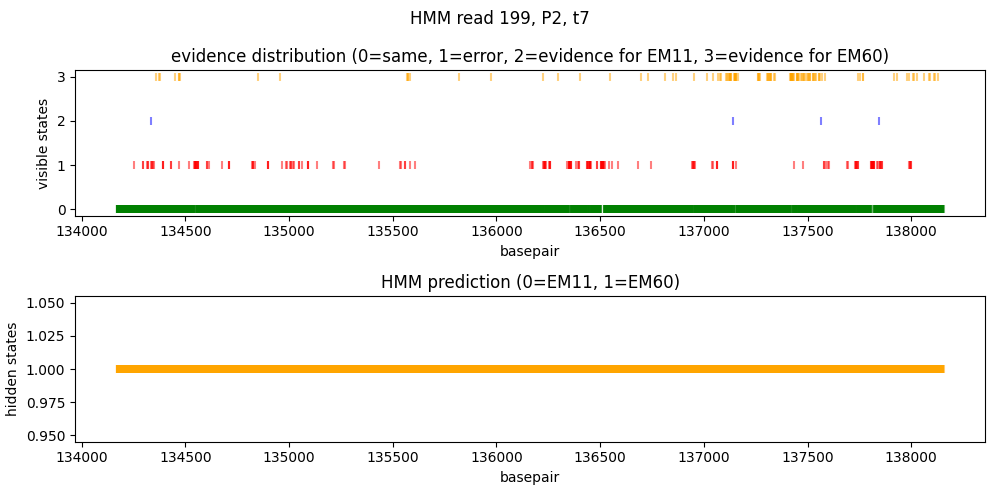 HMM read 199, P2, t7
evidence distribution (0=same, 1=error, 2=evidence for EM11, 3=evidence for EM60)
visible states
3
2
1
0
134000 134500 135000 135500 136000 136500 137000 137500 138000
basepair
HMM prediction (0=EM11, 1=EM60)
hidden states
1.050
1.025
1.000
0.975
0.950
134000 134500 135000 135500 136000 136500 137000 137500 138000
basepair